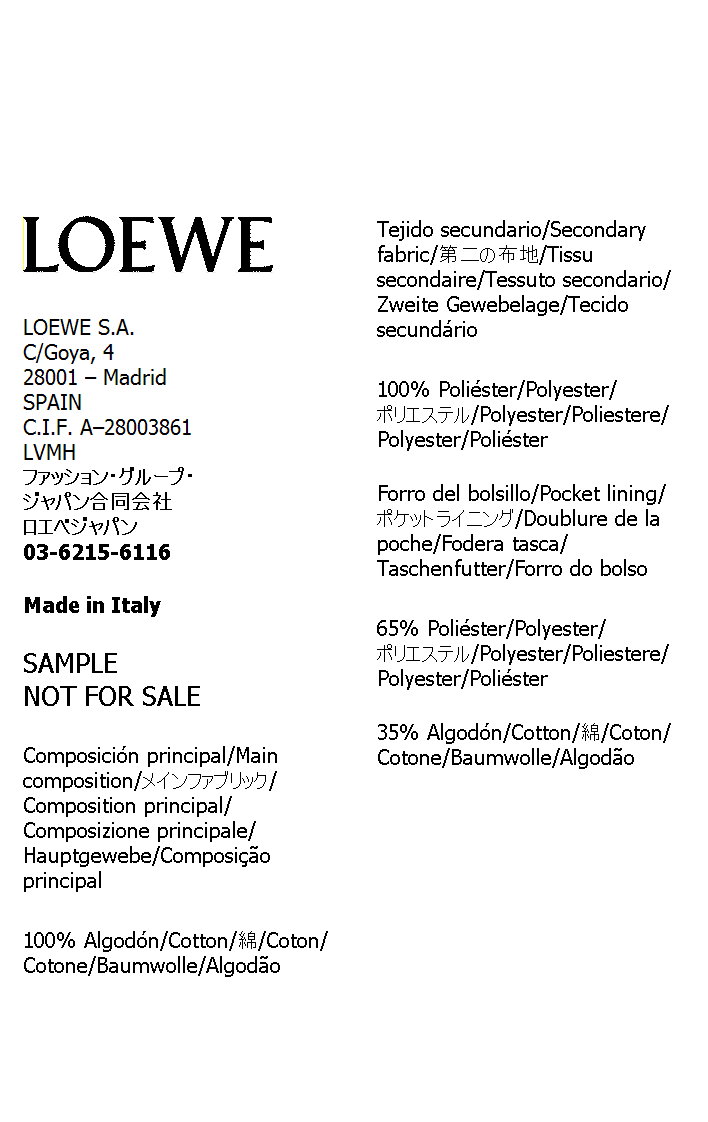 LOEWE
LOEWE S.A.
C/Goya, 4
28001 – Madrid
SPAIN
C.I.F. A–28003861
LVMH
ファッション・グループ・
ジャパン合同会社
ロエベジャパン
03-6215-6116
Made in Italy
SAMPLE
NOT FOR SALE
Composición principal/Main
composition/メインファブリック/
Composition principal/
Composizione principale/
Hauptgewebe/Composição
principal
100% Algodón/Cotton/綿/Coton/
Cotone/Baumwolle/Algodão
Tejido secundario/Secondary
fabric/第二の布地/Tissu
secondaire/Tessuto secondario/
Zweite Gewebelage/Tecido
secundário
100% Poliéster/Polyester/
ポリエステル/Polyester/Poliestere/
Polyester/Poliéster
Forro del bolsillo/Pocket lining/
ポケットライニング/Doublure de la
poche/Fodera tasca/
Taschenfutter/Forro do bolso
65% Poliéster/Polyester/
ポリエステル/Polyester/Poliestere/
Polyester/Poliéster
35% Algodón/Cotton/綿/Coton/
Cotone/Baumwolle/Algodão